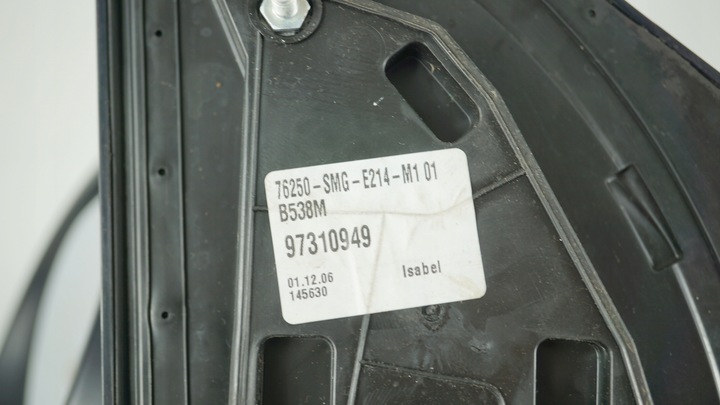 76250-SMG-E214-M1 01
B538M
97310949
01.12.06
145630
Isabel